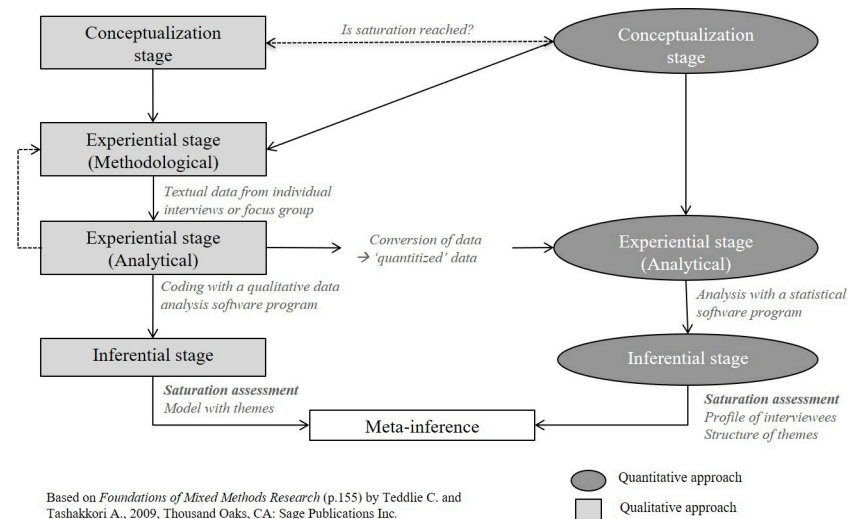 Conceptualization
stage
Is saturation reached?
Conceptualization
stage
Experiential stage
(Methodological)
Textual data from individual
interviews or focus group
Experiential stage
(Analytical)
Conversion of data
→ 'quantitized' data
Experiential stage
(Analytical)
Coding with a qualitative data
analysis software program
Analysis with a statistical
software program
Inferential stage
Inferential stage
Saturation assessment
Model with themes
Meta-inference
Saturation assessment
Profile of interviewees
Structure of themes
Based on Foundations of Mixed Methods Research (p.155) by Teddlie C. and
Tashakkori A., 2009, Thousand Oaks, CA: Sage Publications Inc.
Quantitative approach
Qualitative approach